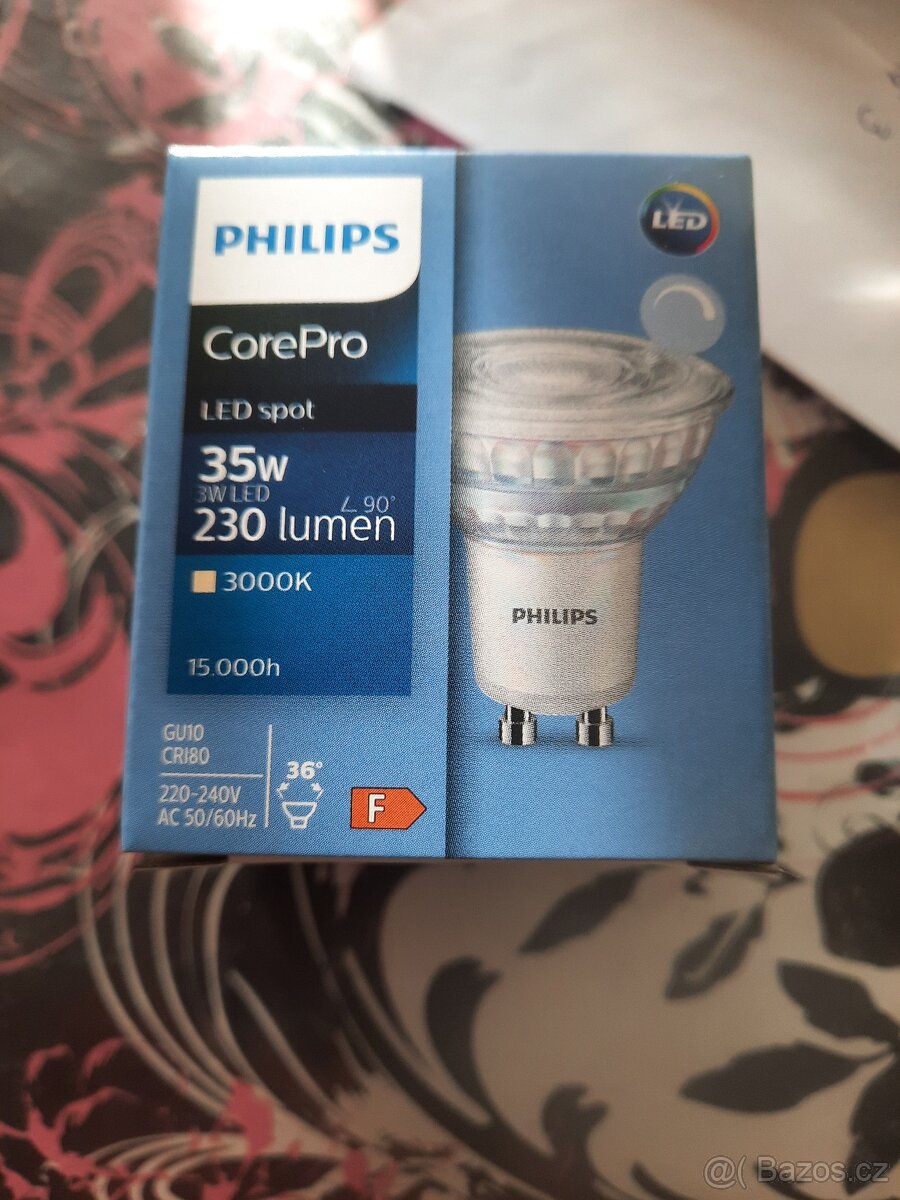 PHILIPS
LED
CorePro
LED spot
35W
3W LED
∠ 90°
230 lumen
3000K
PHILIPS
15.000h
GU10
CRI80
220-240V
AC 50/60Hz
36°
F
@( Bazos.cz